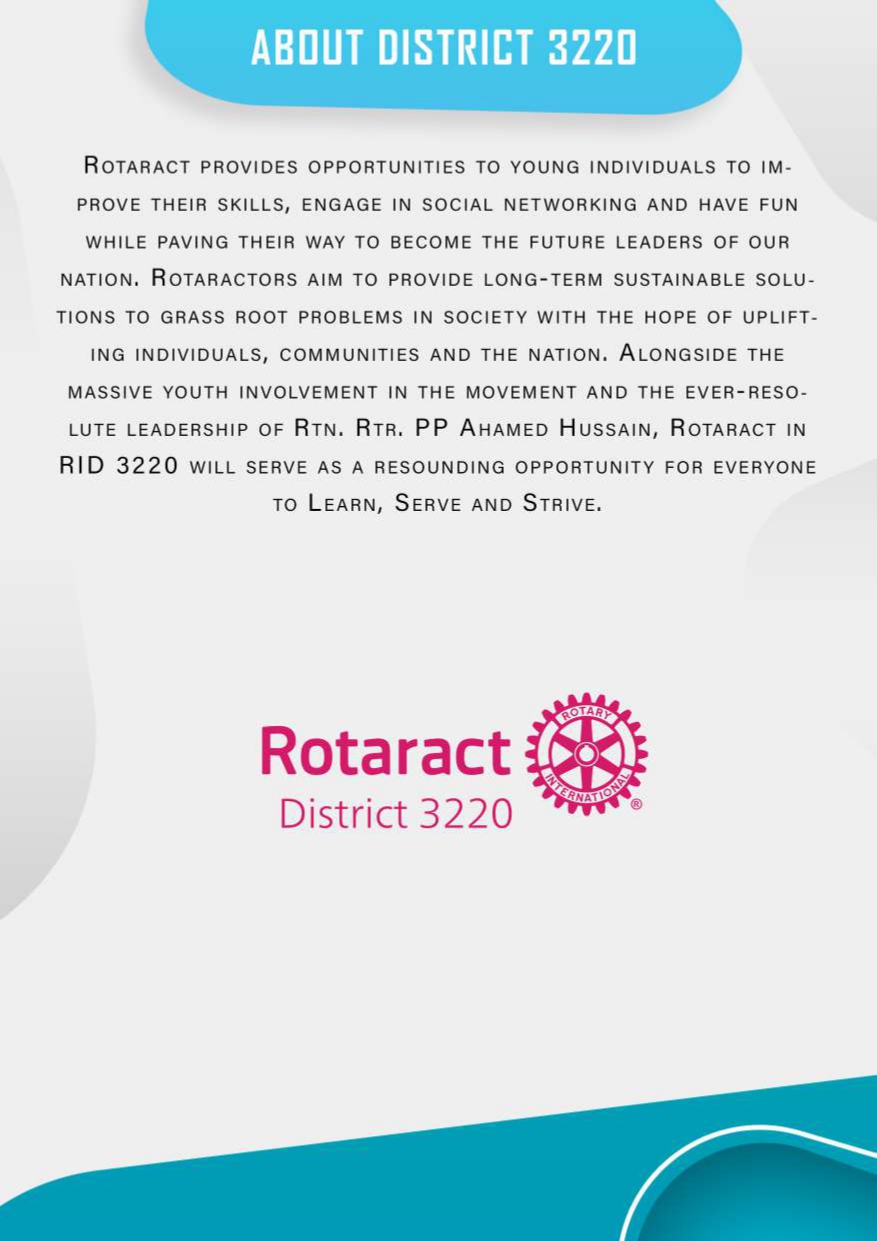 ABOUT DISTRICT 3220
Rotaract provides opportunities to young individuals to im-
prove their skills, engage in social networking and have fun
while paving their way to become the future leaders of our
nation. Rotaractors aim to provide long-term sustainable solu-
tions to grass root problems in society with the hope of uplift-
ing individuals, communities and the nation. Alongside the
massive youth involvement in the movement and the ever-reso-
lute leadership of Rtn. Rtr. PP Ahamed Hussain, Rotaract in
RID 3220 will serve as a resounding opportunity for everyone
to Learn, Serve and Strive.
Rotaract
District 3220
ROTARY
INTERNATIONAL
®